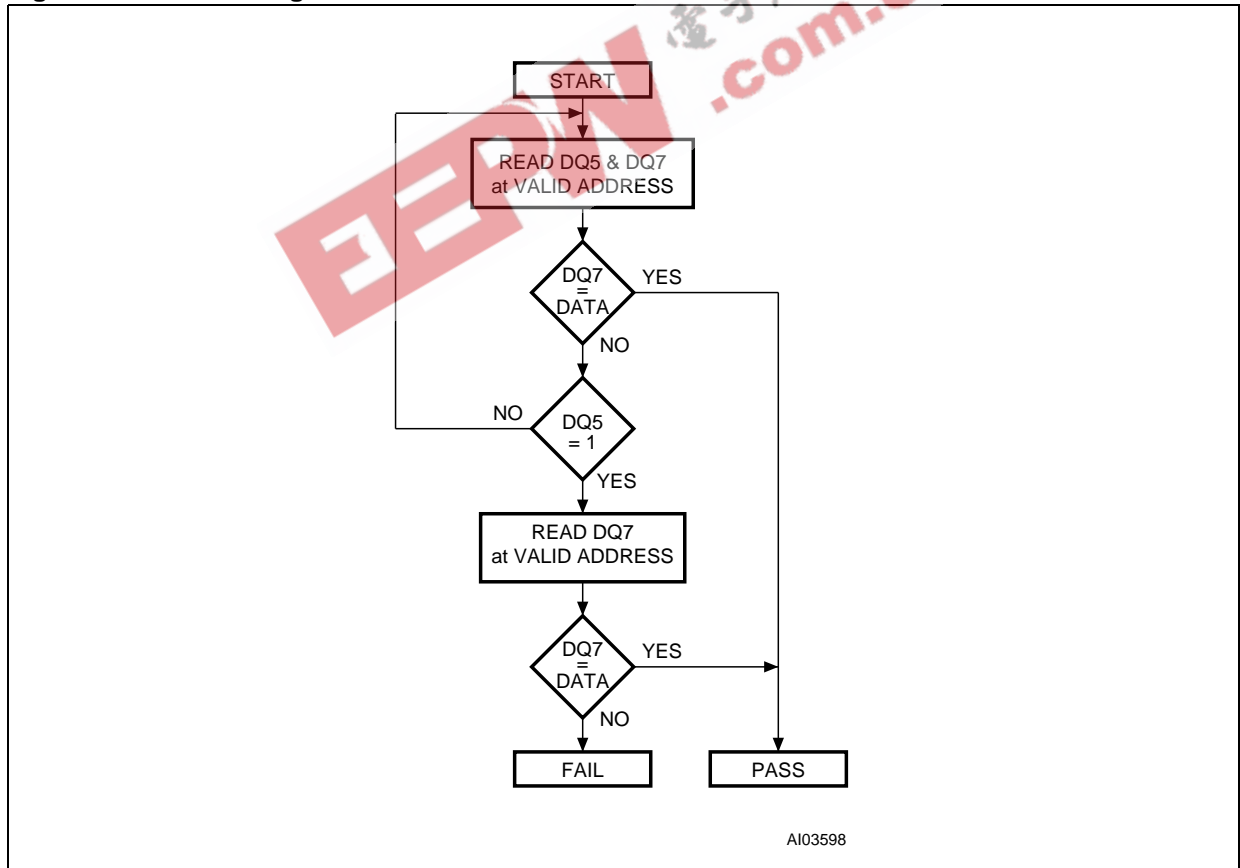 START
READ DQ5 & DQ7
at VALID ADDRESS
DQ7
=
DATA
YES
NO
NO
DQ5
= 1
YES
READ DQ7
at VALID ADDRESS
DQ7
=
DATA
YES
NO
FAIL
PASS
AI03598
EEPW
.com.c